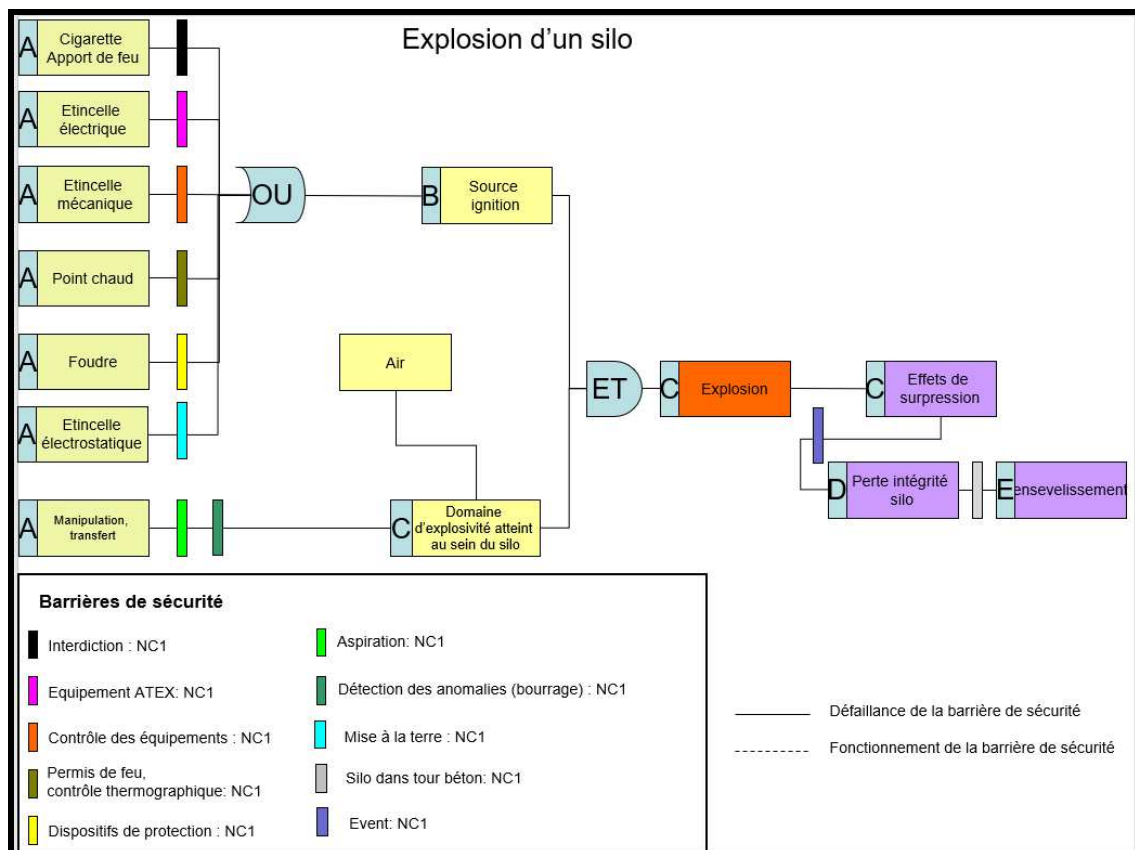 Explosion d'un silo
A
Cigarette
Apport de feu
A
Etincelle
électrique
A
Etincelle
mécanique
OU
B
Source
ignition
A
Point chaud
A
Foudre
Air
ET
C
Explosion
C
Effets de
surpression
A
Etincelle
électrostatique
D
Perte intégrité
silo
E
ensevelissement
A
Manipulation,
transfert
C
Domaine
d'explosivité atteint
au sein du silo
Barrières de sécurité
Interdiction : NC1
Equipement ATEX: NC1
Contrôle des équipements : NC1
Permis de feu,
contrôle thermographique: NC1
Dispositifs de protection : NC1
Aspiration: NC1
Détection des anomalies (bourrage) : NC1
Mise à la terre : NC1
Silo dans tour béton: NC1
Event: NC1
Défaillance de la barrière de sécurité
Fonctionnement de la barrière de sécurité